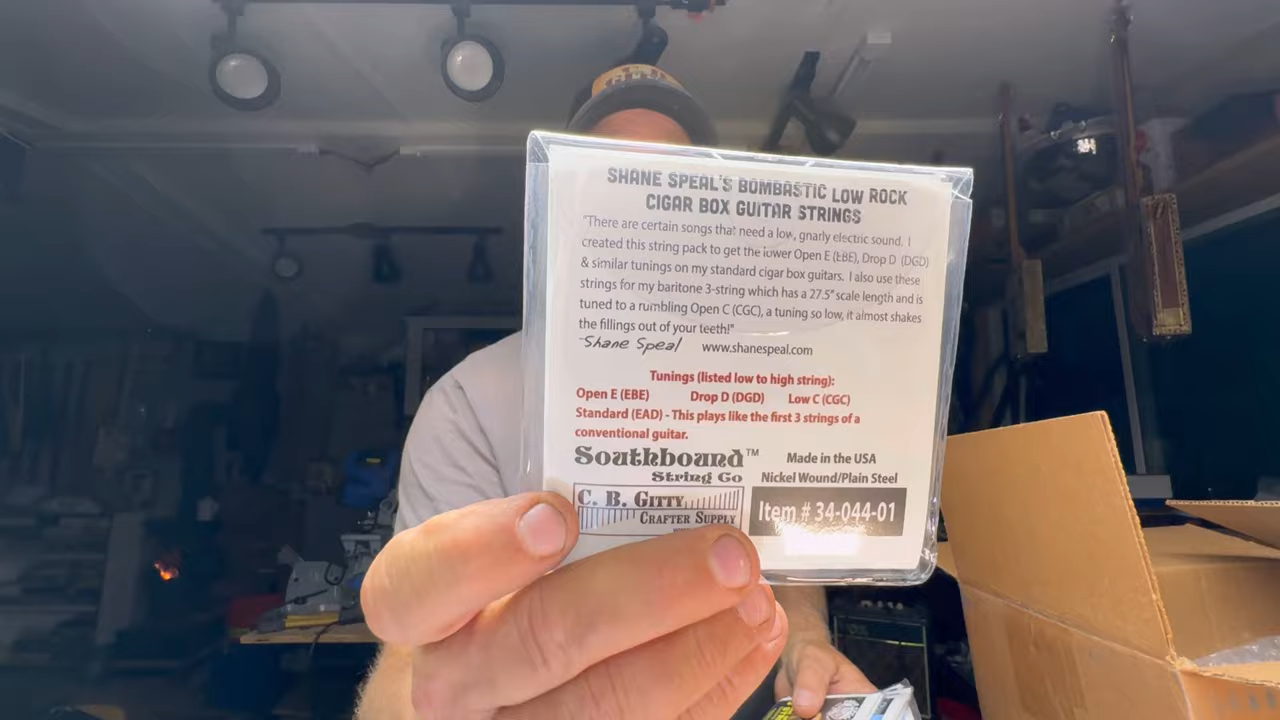 SHANE SPEAL'S BOMBASTIC LOW ROCK
CIGAR BOX GUITAR STRINGS
"There are certain songs that need a low, gnarly electric sound. I
created this string pack to get the lower Open E (EBE), Drop D (DGD)
& similar tunings on my standard cigar box guitars. I also use these
strings for my baritone 3-string which has a 27.5" scale length and is
tuned to a rumbling Open C (CGC), a tuning so low, it almost shakes
the fillings out of your teeth!"
Shane Speal www.shanespeal.com
Tunings (listed low to high string):
Open E (EBE) Drop D (DGD) Low C (CGC)
Standard (EAD) - This plays like the first 3 strings of a
conventional guitar.
Southbound™
String Co
Made in the USA
Nickel Wound/Plain Steel
C. B. GITTY
CRAFTER SUPPLY
Item # 34-044-01